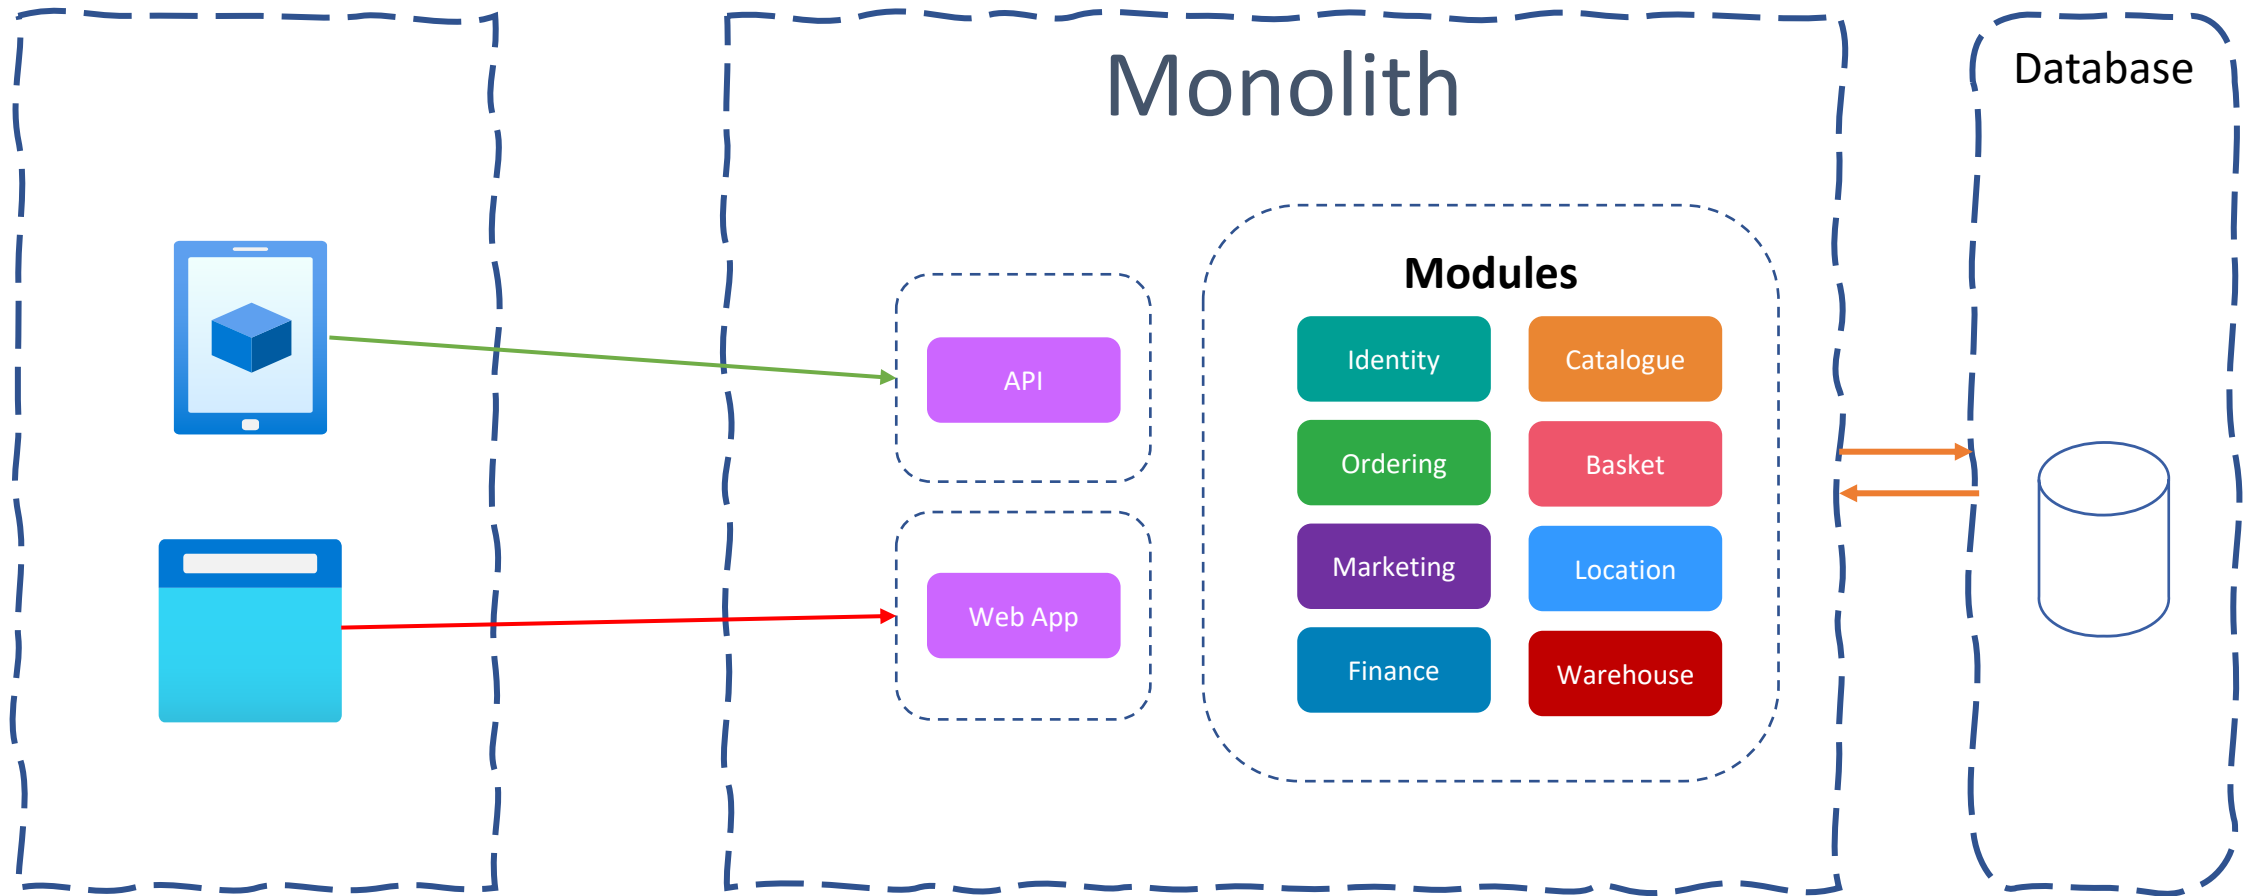 Monolith
Database
Modules
Identity
Catalogue
API
Ordering
Basket
Marketing
Location
Web App
Finance
Warehouse